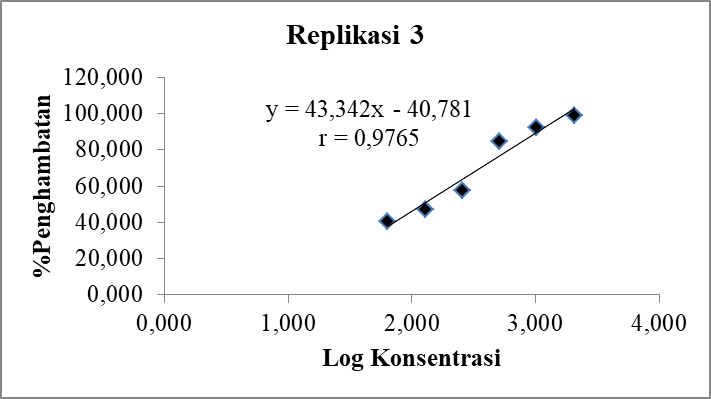 Replikasi 3
120,000
100,000
80,000
60,000
40,000
20,000
0,000
%Penghambatan
y = 43,342x - 40,781
r = 0,9765
0,000 1,000 2,000 3,000 4,000
Log Konsentrasi